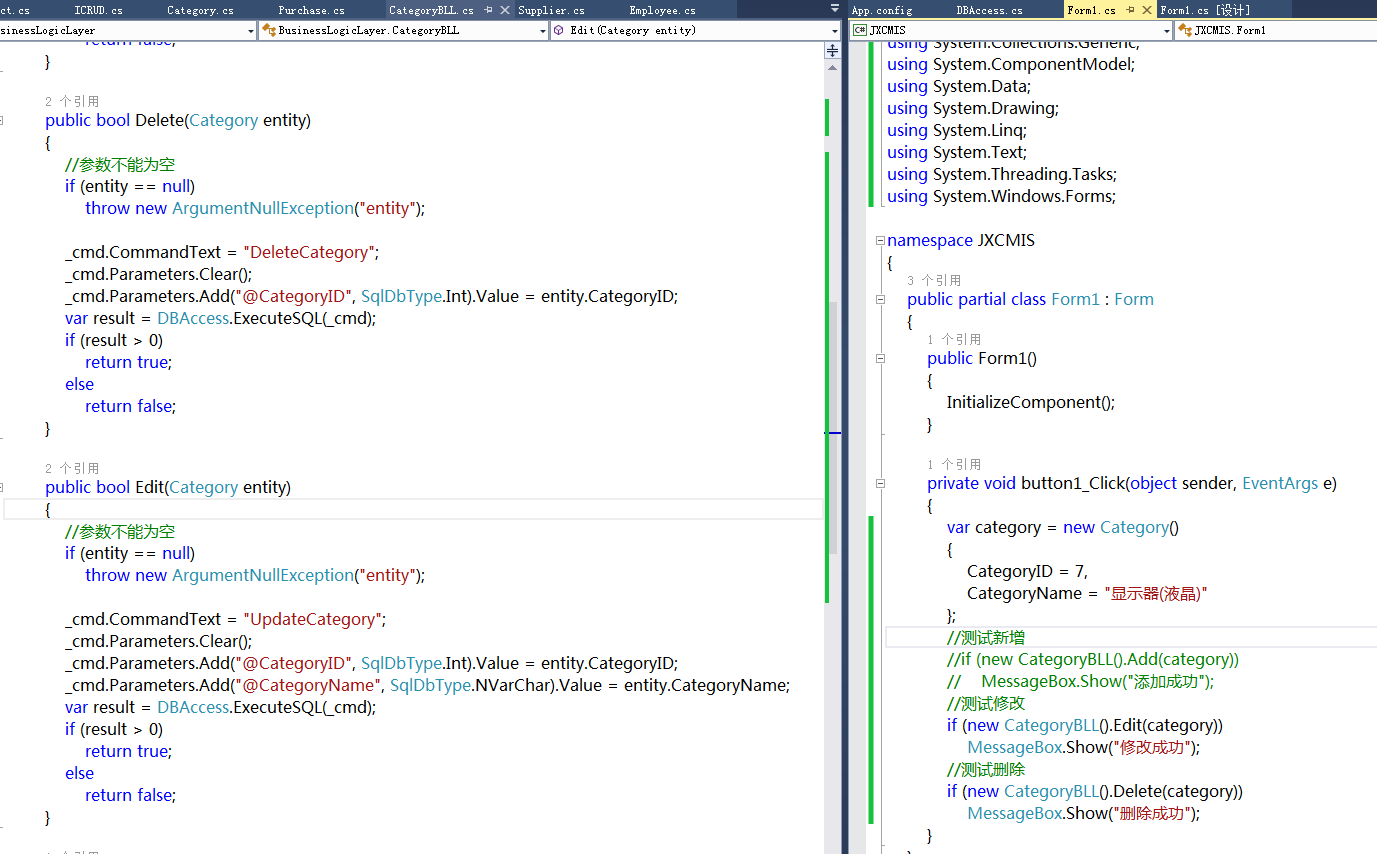 ct.cs ICRUD.cs Category.cs Purchase.cs CategoryBLL.cs Supplier.cs Employee.cs
sinessLogicLayer BusinessLogicLayer.CategoryBLL Edit(Category entity)
return false;
}
2 个引用
public bool Delete(Category entity)
{
//参数不能为空
if (entity == null)
throw new ArgumentNullException("entity");
_cmd.CommandText = "DeleteCategory";
_cmd.Parameters.Clear();
_cmd.Parameters.Add("@CategoryID", SqlDbType.Int).Value = entity.CategoryID;
var result = DBAccess.ExecuteSQL(_cmd);
if (result > 0)
return true;
else
return false;
}
2 个引用
public bool Edit(Category entity)
{
//参数不能为空
if (entity == null)
throw new ArgumentNullException("entity");
_cmd.CommandText = "UpdateCategory";
_cmd.Parameters.Clear();
_cmd.Parameters.Add("@CategoryID", SqlDbType.Int).Value = entity.CategoryID;
_cmd.Parameters.Add("@CategoryName", SqlDbType.NVarChar).Value = entity.CategoryName;
var result = DBAccess.ExecuteSQL(_cmd);
if (result > 0)
return true;
else
return false;
}
App.config DBAccess.cs Form1.cs Form1.cs [设计]
C# JXCMIS JXCMIS.Form1
using System.Collections.Generic;
using System.ComponentModel;
using System.Data;
using System.Drawing;
using System.Linq;
using System.Text;
using System.Threading.Tasks;
using System.Windows.Forms;
namespace JXCMIS
{
3 个引用
public partial class Form1 : Form
{
1 个引用
public Form1()
{
InitializeComponent();
}
1 个引用
private void button1_Click(object sender, EventArgs e)
{
var category = new Category()
{
CategoryID = 7,
CategoryName = "显示器(液晶)"
};
//测试新增
//if (new CategoryBLL().Add(category))
// MessageBox.Show("添加成功");
//测试修改
if (new CategoryBLL().Edit(category))
MessageBox.Show("修改成功");
//测试删除
if (new CategoryBLL().Delete(category))
MessageBox.Show("删除成功");
}